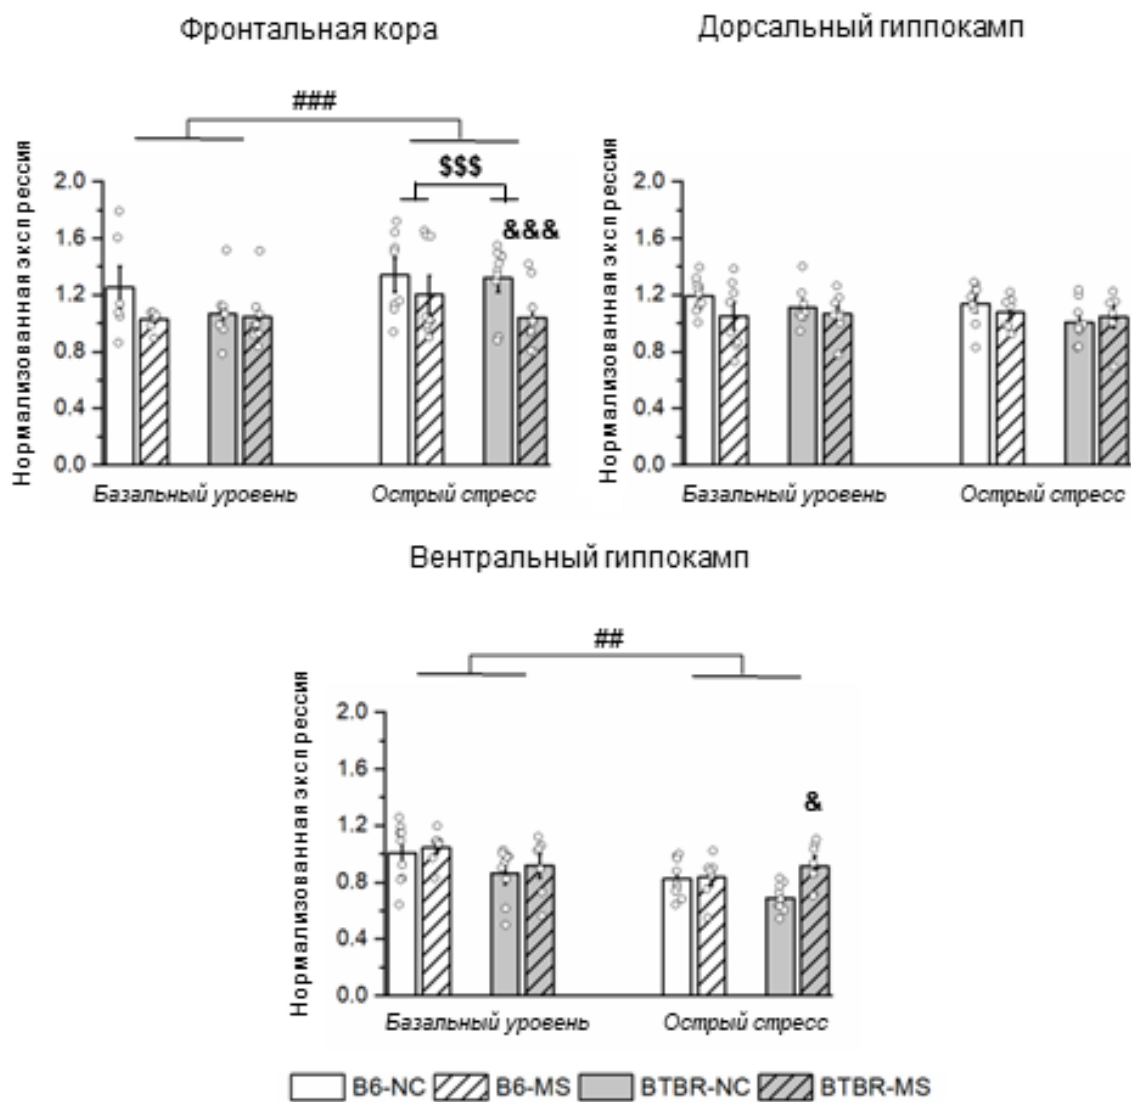 Фронтальная кора
Дорсальный гиппокамп
###
$$$
&&&
Нормализованная экспрессия
2.0
1.6
1.2
0.8
0.4
0.0
Базальный уровень
Острый стресс
Нормализованная экспрессия
2.0
1.6
1.2
0.8
0.4
0.0
Базальный уровень
Острый стресс
Вентральный гиппокамп
##
&
Нормализованная экспрессия
2.0
1.6
1.2
0.8
0.4
0.0
Базальный уровень
Острый стресс
B6-NC B6-MS BTBR-NC BTBR-MS